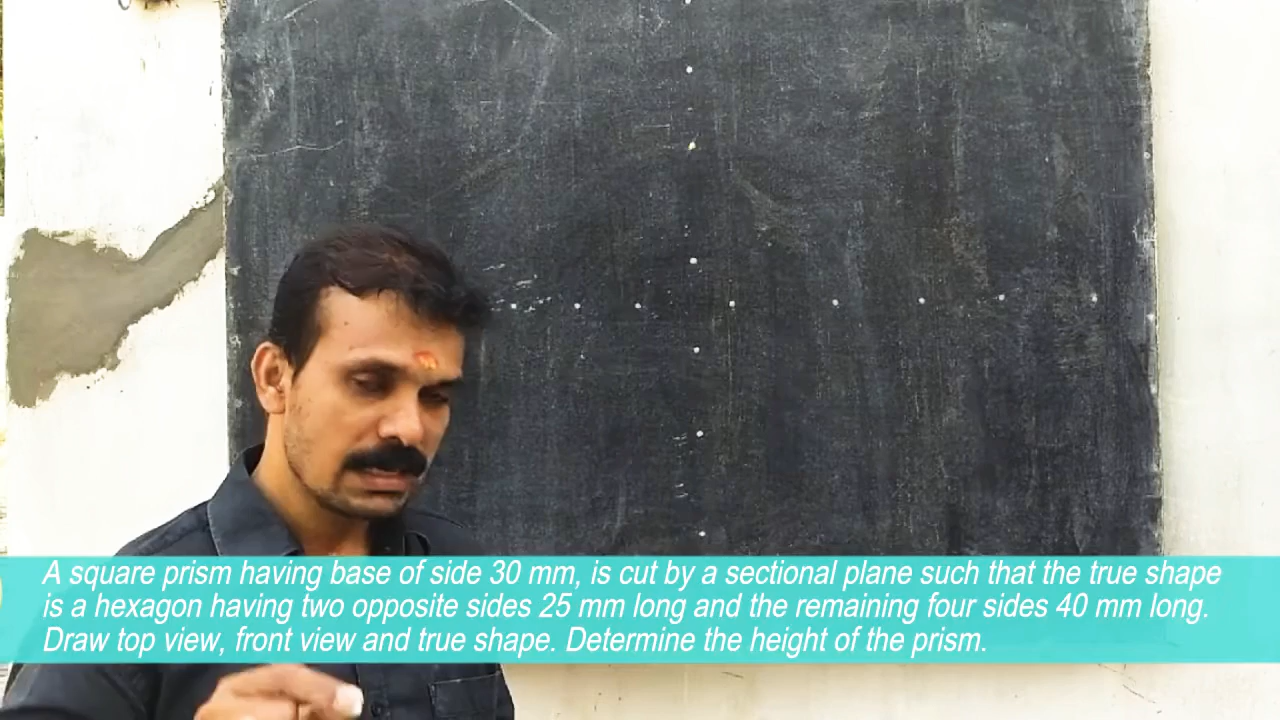 A square prism having base of side 30 mm, is cut by a sectional plane such that the true shape
is a hexagon having two opposite sides 25 mm long and the remaining four sides 40 mm long.
Draw top view, front view and true shape. Determine the height of the prism.